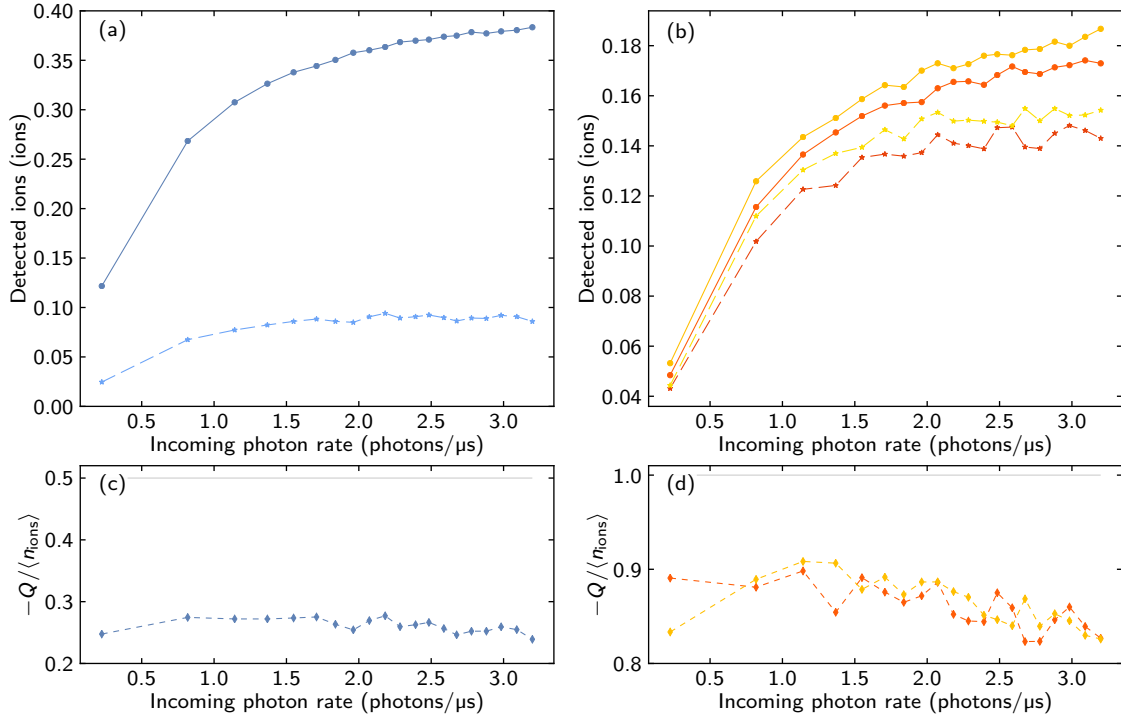 (a)
Detected ions (ions)
0.40
0.35
0.30
0.25
0.20
0.15
0.10
0.05
0.00
0.5 1.0 1.5 2.0 2.5 3.0
Incoming photon rate (photons/µs)
(b)
Detected ions (ions)
0.18
0.16
0.14
0.12
0.10
0.08
0.06
0.04
0.5 1.0 1.5 2.0 2.5 3.0
Incoming photon rate (photons/µs)
(c)
−Q/⟨n_ions⟩
0.5
0.4
0.3
0.2
0.5 1.0 1.5 2.0 2.5 3.0
Incoming photon rate (photons/µs)
(d)
−Q/⟨n_ions⟩
1.0
0.9
0.8
0.5 1.0 1.5 2.0 2.5 3.0
Incoming photon rate (photons/µs)